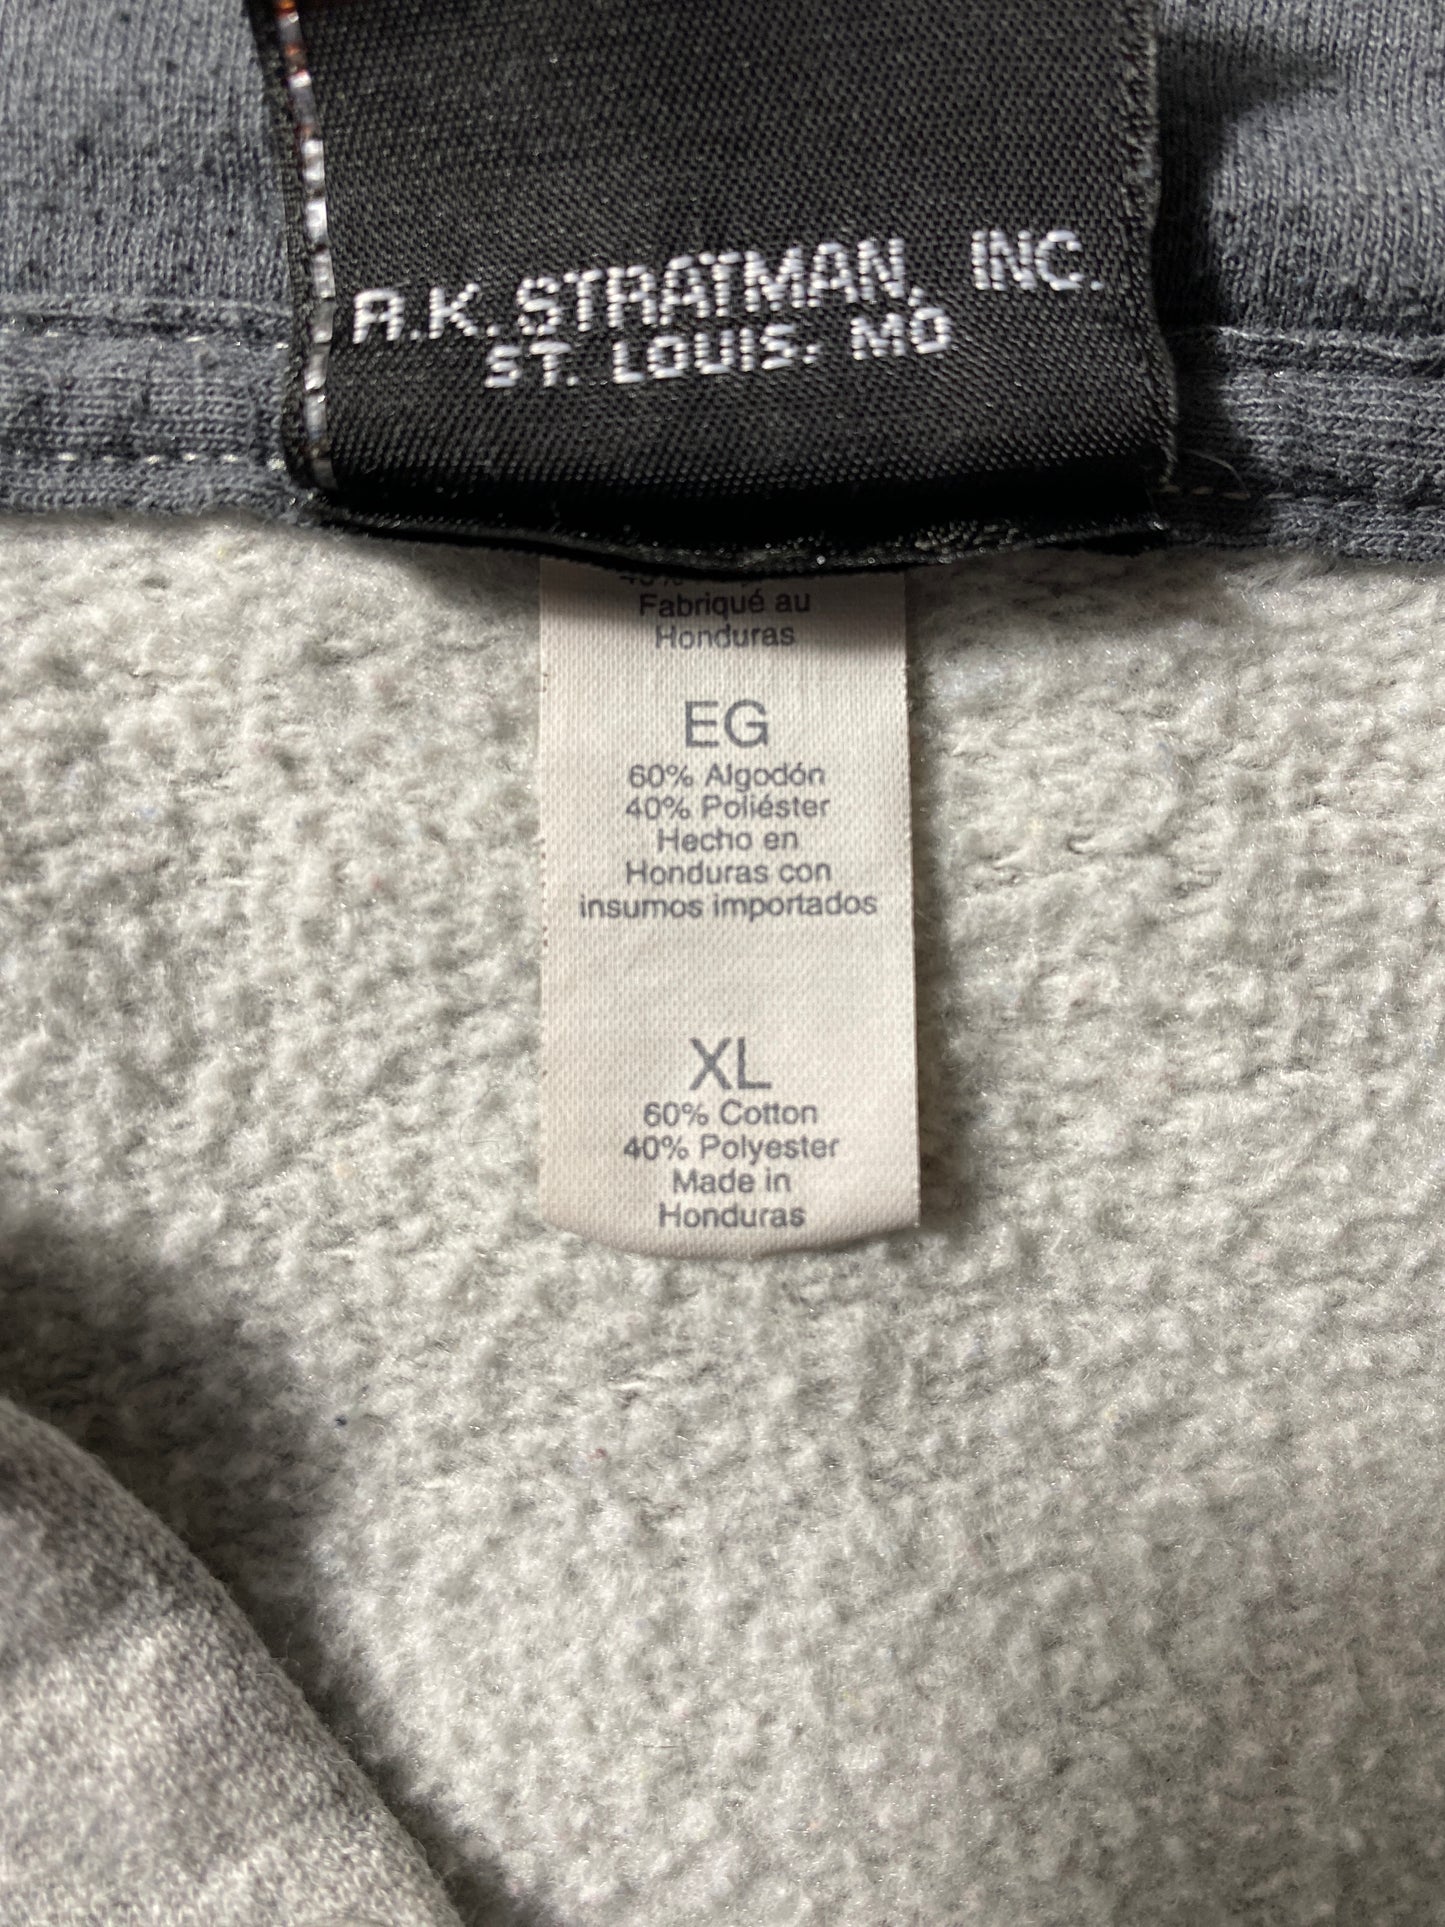 A.K. STRATMAN, INC.
ST. LOUIS, MO
Fabriqué au
Honduras
EG
60% Algodón
40% Poliéster
Hecho en
Honduras con
insumos importados
XL
60% Cotton
40% Polyester
Made in
Honduras